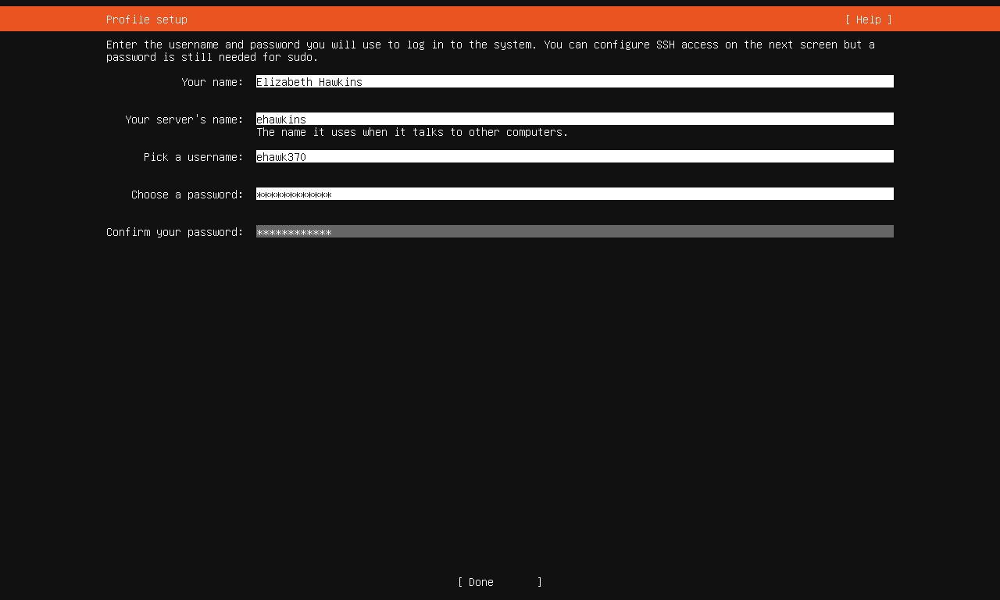 Profile setup [ Help ]
Enter the username and password you will use to log in to the system. You can configure SSH access on the next screen but a
password is still needed for sudo.
Your name: Elizabeth Hawkins
Your server's name: ehawkins
The name it uses when it talks to other computers.
Pick a username: ehawk370
Choose a password: ************
Confirm your password: ************
[ Done ]